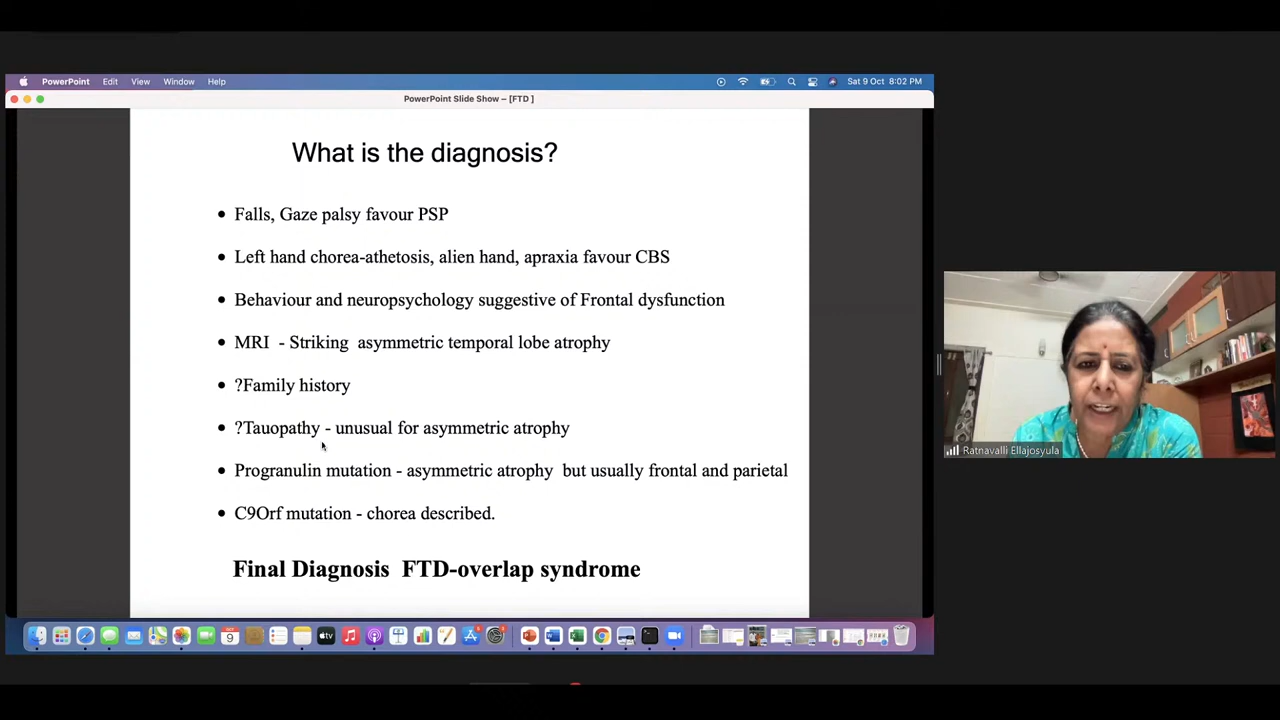 PowerPoint Edit View Window Help Sat 9 Oct 8:02 PM
PowerPoint Slide Show – [FTD ]
What is the diagnosis?
• Falls, Gaze palsy favour PSP
• Left hand chorea-athetosis, alien hand, apraxia favour CBS
• Behaviour and neuropsychology suggestive of Frontal dysfunction
• MRI - Striking asymmetric temporal lobe atrophy
• ?Family history
• ?Tauopathy - unusual for asymmetric atrophy
• Progranulin mutation - asymmetric atrophy but usually frontal and parietal
• C9Orf mutation - chorea described.
Final Diagnosis FTD-overlap syndrome
Ratnavalli Ellajosyula
9
tv